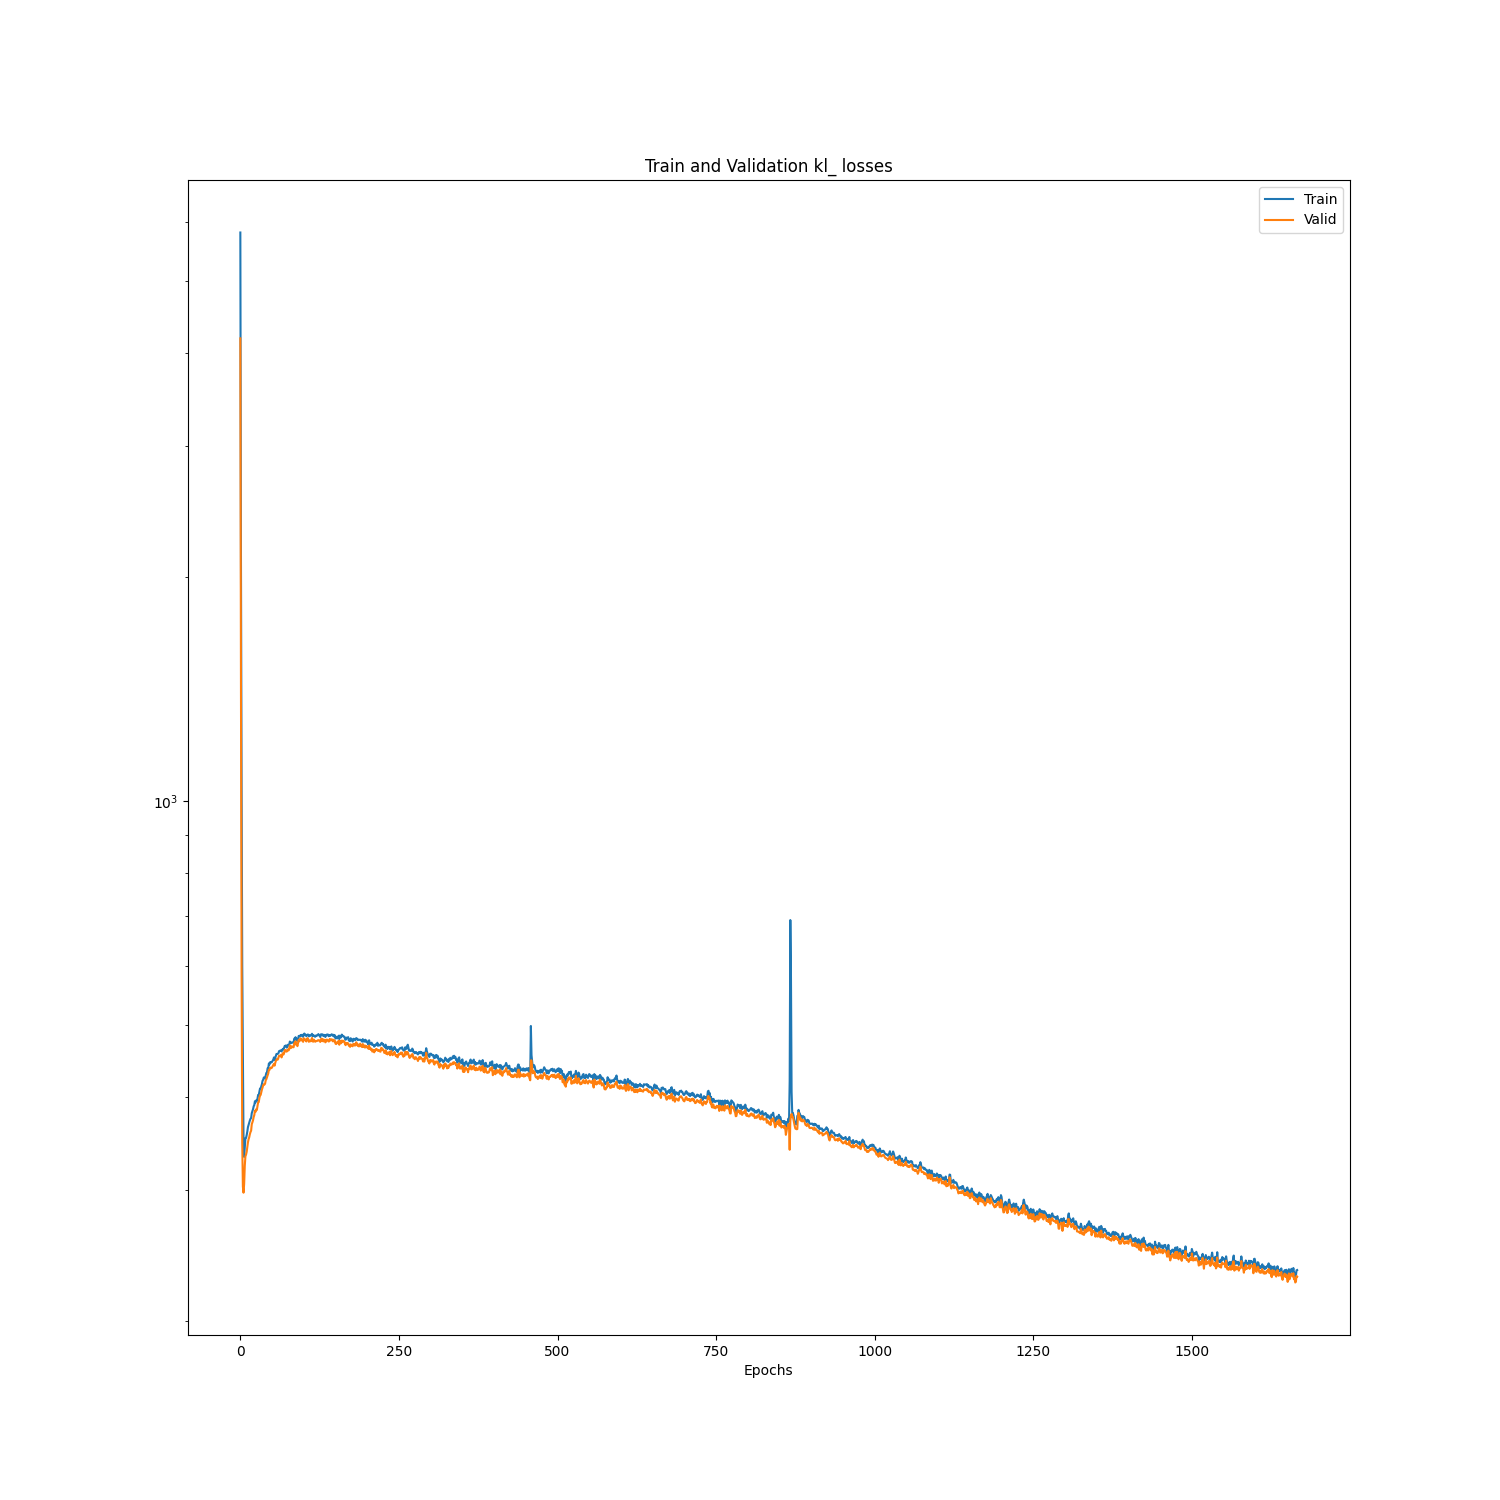 Train and Validation kl_ losses
Train
Valid
10³
0 250 500 750 1000 1250 1500
Epochs